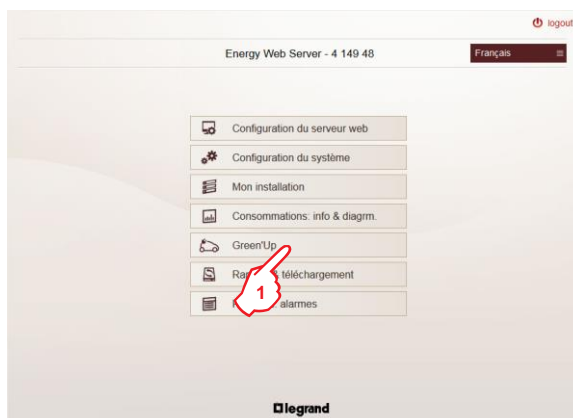 logout
Energy Web Server - 4 149 48
Français
Configuration du serveur web
Configuration du système
Mon installation
Consommations: info & diagrm.
Green'Up
téléchargement
1
alarmes
legrand